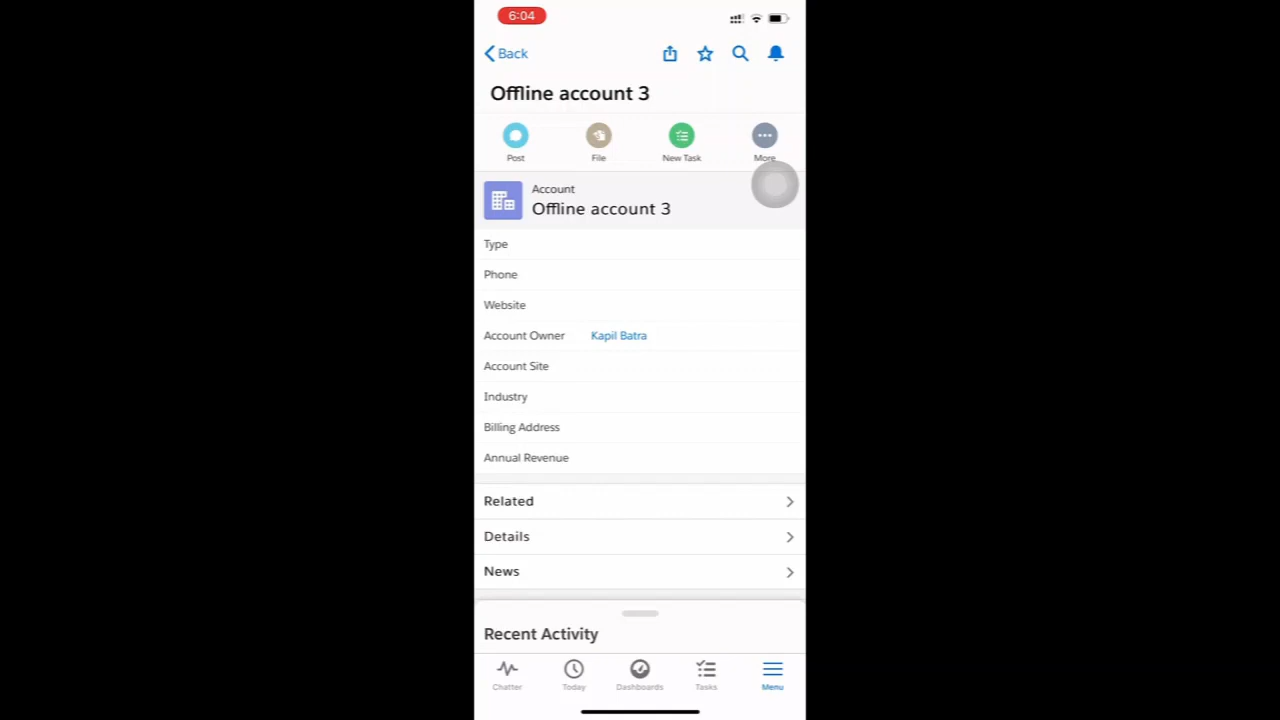 6:04
Back
Offline account 3
Post File New Task More
Account
Offline account 3
Type
Phone
Website
Account Owner Kapil Batra
Account Site
Industry
Billing Address
Annual Revenue
Related
Details
News
Recent Activity
Chatter Today Dashboards Tasks Menu